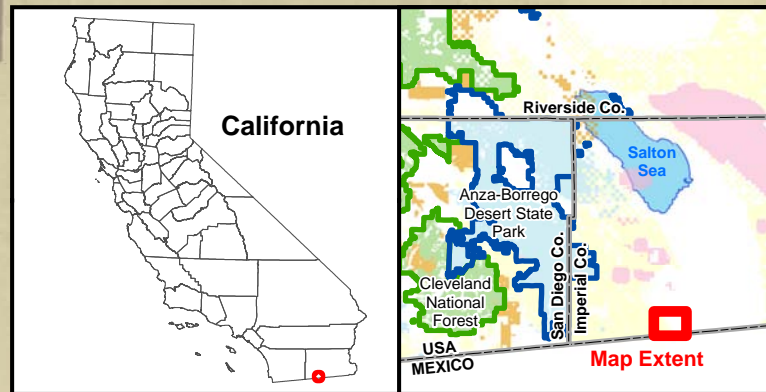 California
Riverside Co.
Salton
Sea
Anza-Borrego
Desert State
Park
San Diego Co.
Imperial Co.
Cleveland
National
Forest
USA
MEXICO
Map Extent